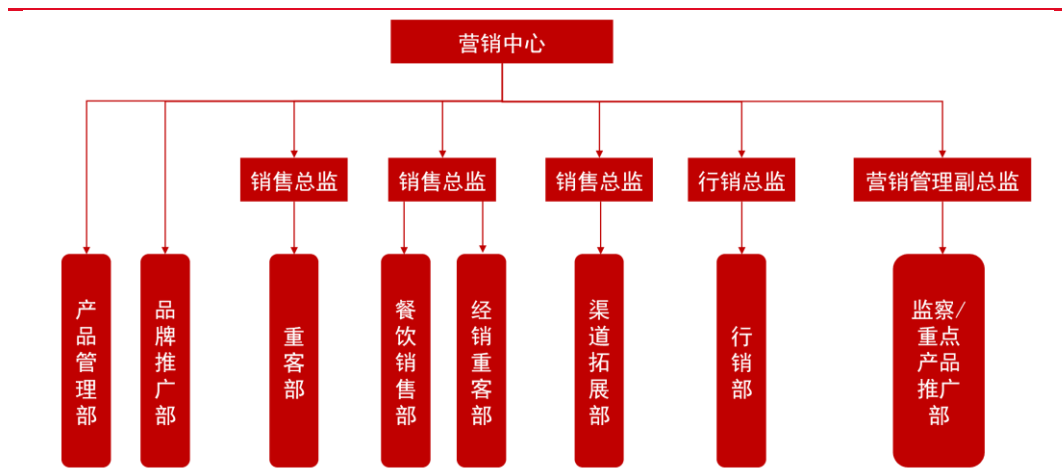 营销中心
销售总监
销售总监
销售总监
行销总监
营销管理副总监
产品管理部
品牌推广部
重客部
餐饮销售部
经销重客部
渠道拓展部
行销部
监察/
重点
产品
推广
部